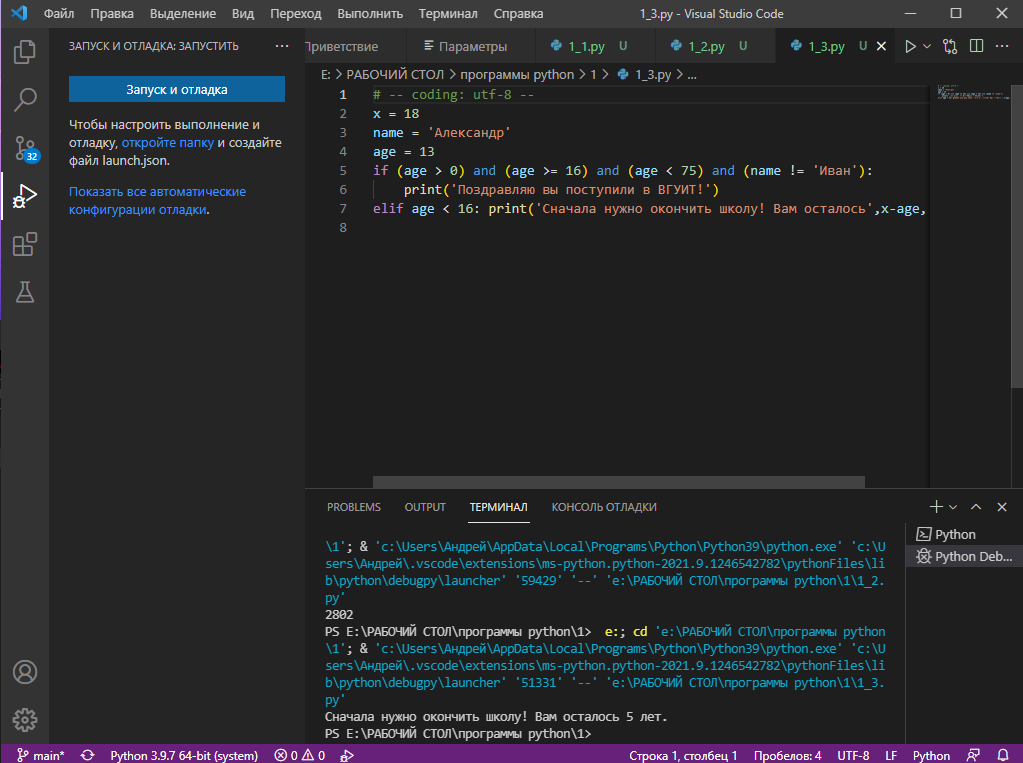 Файл Правка Выделение Вид Переход Выполнить Терминал Справка 1_3.py - Visual Studio Code
ЗАПУСК И ОТЛАДКА: ЗАПУСТИТЬ ···
Запуск и отладка
Чтобы настроить выполнение и
отладку, откройте папку и создайте
файл launch.json.
Показать все автоматические
конфигурации отладки.
32
Приветствие Параметры 1_1.py U 1_2.py U 1_3.py U
E: > РАБОЧИЙ СТОЛ > программы python > 1 > 1_3.py > ...
1 # -- coding: utf-8 --
2 x = 18
3 name = 'Александр'
4 age = 13
5 if (age > 0) and (age >= 16) and (age < 75) and (name != 'Иван'):
6 print('Поздравляю вы поступили в ВГУИТ!')
7 elif age < 16: print('Сначала нужно окончить школу! Вам осталось',x-age,
8
PROBLEMS OUTPUT ТЕРМИНАЛ КОНСОЛЬ ОТЛАДКИ
\1'; & 'c:\Users\Андрей\AppData\Local\Programs\Python\Python39\python.exe' 'c:\U
sers\Андрей\.vscode\extensions\ms-python.python-2021.9.1246542782\pythonFiles\li
b\python\debugpy\launcher' '59429' '--' 'e:\РАБОЧИЙ СТОЛ\программы python\1\1_2.
py'
2802
PS E:\РАБОЧИЙ СТОЛ\программы python\1> e:; cd 'e:\РАБОЧИЙ СТОЛ\программы python
\1'; & 'c:\Users\Андрей\AppData\Local\Programs\Python\Python39\python.exe' 'c:\U
sers\Андрей\.vscode\extensions\ms-python.python-2021.9.1246542782\pythonFiles\li
b\python\debugpy\launcher' '51331' '--' 'e:\РАБОЧИЙ СТОЛ\программы python\1\1_3.
py'
Сначала нужно окончить школу! Вам осталось 5 лет.
PS E:\РАБОЧИЙ СТОЛ\программы python\1>
Python
Python Deb...
main* Python 3.9.7 64-bit (system) 0 0 Строка 1, столбец 1 Пробелов: 4 UTF-8 LF Python